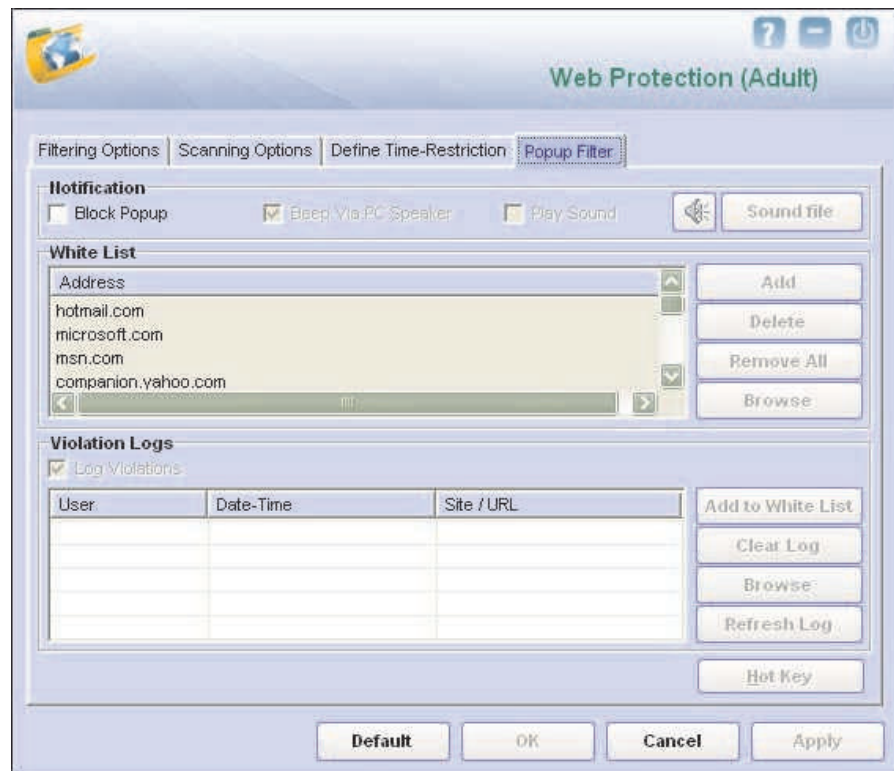 ?
Web Protection (Adult)
Filtering Options Scanning Options Define Time-Restriction Popup Filter
Notification
Block Popup Beep Via PC Speaker Play Sound Sound file
White List
Address
hotmail.com
microsoft.com
msn.com
companion.yahoo.com
Add
Delete
Remove All
Browse
Violation Logs
Log Violations
User Date-Time Site / URL
Add to White List
Clear Log
Browse
Refresh Log
Hot Key
Default OK Cancel Apply